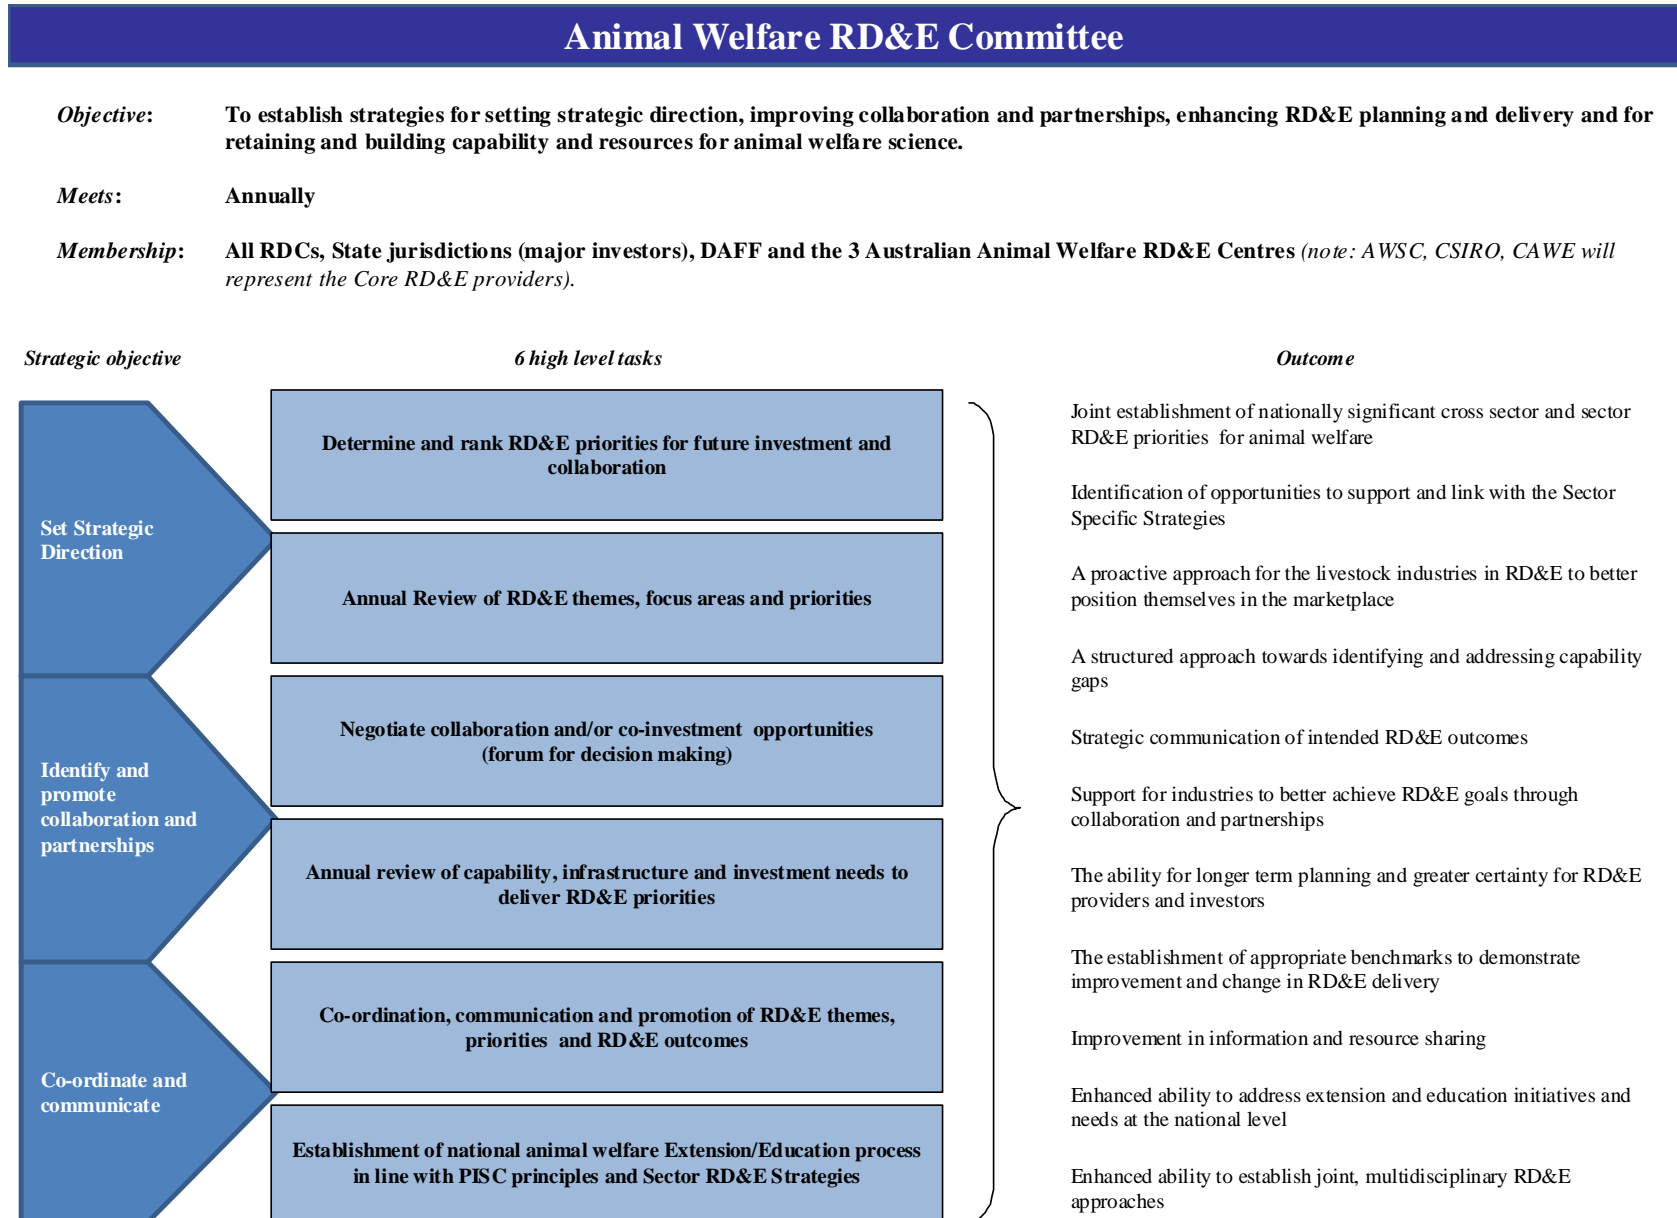 Animal Welfare RD&E Committee
Objective: To establish strategies for setting strategic direction, improving collaboration and partnerships, enhancing RD&E planning and delivery and for
retaining and building capability and resources for animal welfare science.
Meets: Annually
Membership: All RDCs, State jurisdictions (major investors), DAFF and the 3 Australian Animal Welfare RD&E Centres (note: AWSC, CSIRO, CAWE will
represent the Core RD&E providers).
Strategic objective
6 high level tasks
Outcome
Set Strategic
Direction
Identify and
promote
collaboration and
partnerships
Co-ordinate and
communicate
Determine and rank RD&E priorities for future investment and
collaboration
Annual Review of RD&E themes, focus areas and priorities
Negotiate collaboration and/or co-investment opportunities
(forum for decision making)
Annual review of capability, infrastructure and investment needs to
deliver RD&E priorities
Co-ordination, communication and promotion of RD&E themes,
priorities and RD&E outcomes
Establishment of national animal welfare Extension/Education process
in line with PISC principles and Sector RD&E Strategies
Joint establishment of nationally significant cross sector and sector
RD&E priorities for animal welfare
Identification of opportunities to support and link with the Sector
Specific Strategies
A proactive approach for the livestock industries in RD&E to better
position themselves in the marketplace
A structured approach towards identifying and addressing capability
gaps
Strategic communication of intended RD&E outcomes
Support for industries to better achieve RD&E goals through
collaboration and partnerships
The ability for longer term planning and greater certainty for RD&E
providers and investors
The establishment of appropriate benchmarks to demonstrate
improvement and change in RD&E delivery
Improvement in information and resource sharing
Enhanced ability to address extension and education initiatives and
needs at the national level
Enhanced ability to establish joint, multidisciplinary RD&E
approaches